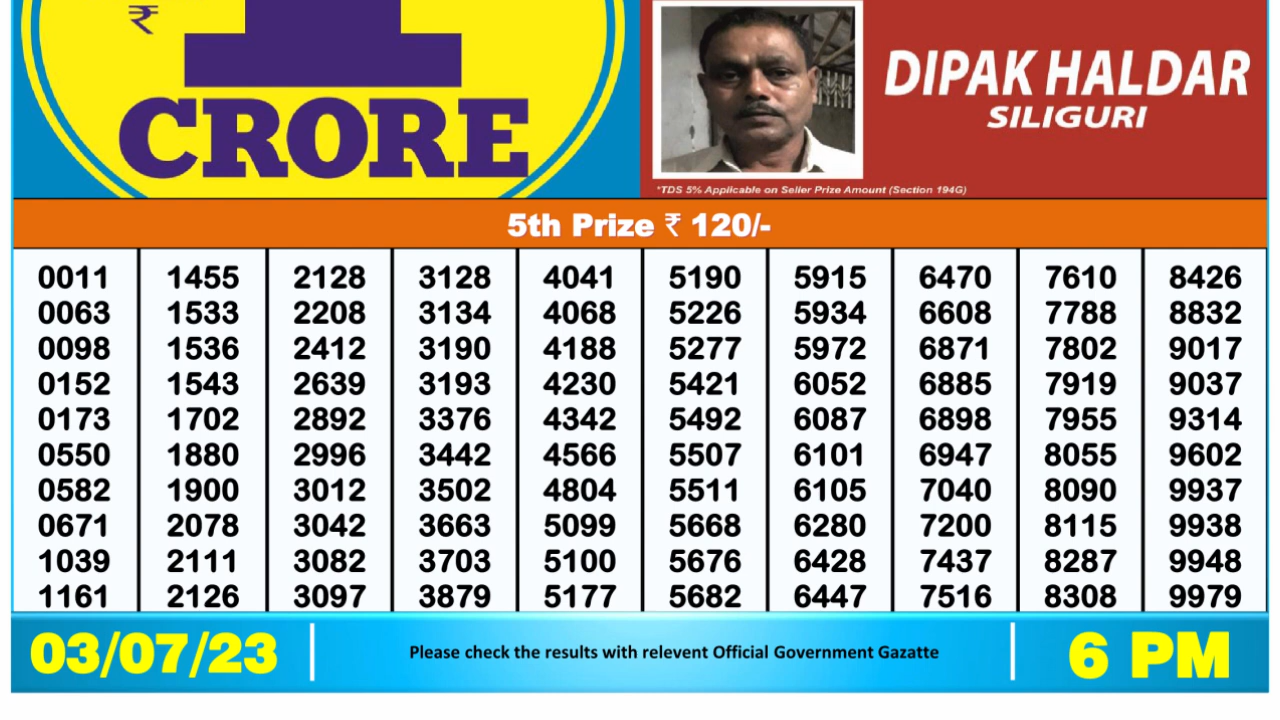 ₹
1
CRORE
DIPAK HALDAR
SILIGURI
*TDS 5% Applicable on Seller Prize Amount (Section 194G)
5th Prize ₹ 120/-
0011 1455 2128 3128 4041 5190 5915 6470 7610 8426
0063 1533 2208 3134 4068 5226 5934 6608 7788 8832
0098 1536 2412 3190 4188 5277 5972 6871 7802 9017
0152 1543 2639 3193 4230 5421 6052 6885 7919 9037
0173 1702 2892 3376 4342 5492 6087 6898 7955 9314
0550 1880 2996 3442 4566 5507 6101 6947 8055 9602
0582 1900 3012 3502 4804 5511 6105 7040 8090 9937
0671 2078 3042 3663 5099 5668 6280 7200 8115 9938
1039 2111 3082 3703 5100 5676 6428 7437 8287 9948
1161 2126 3097 3879 5177 5682 6447 7516 8308 9979
03/07/23
Please check the results with relevent Official Government Gazatte
6 PM